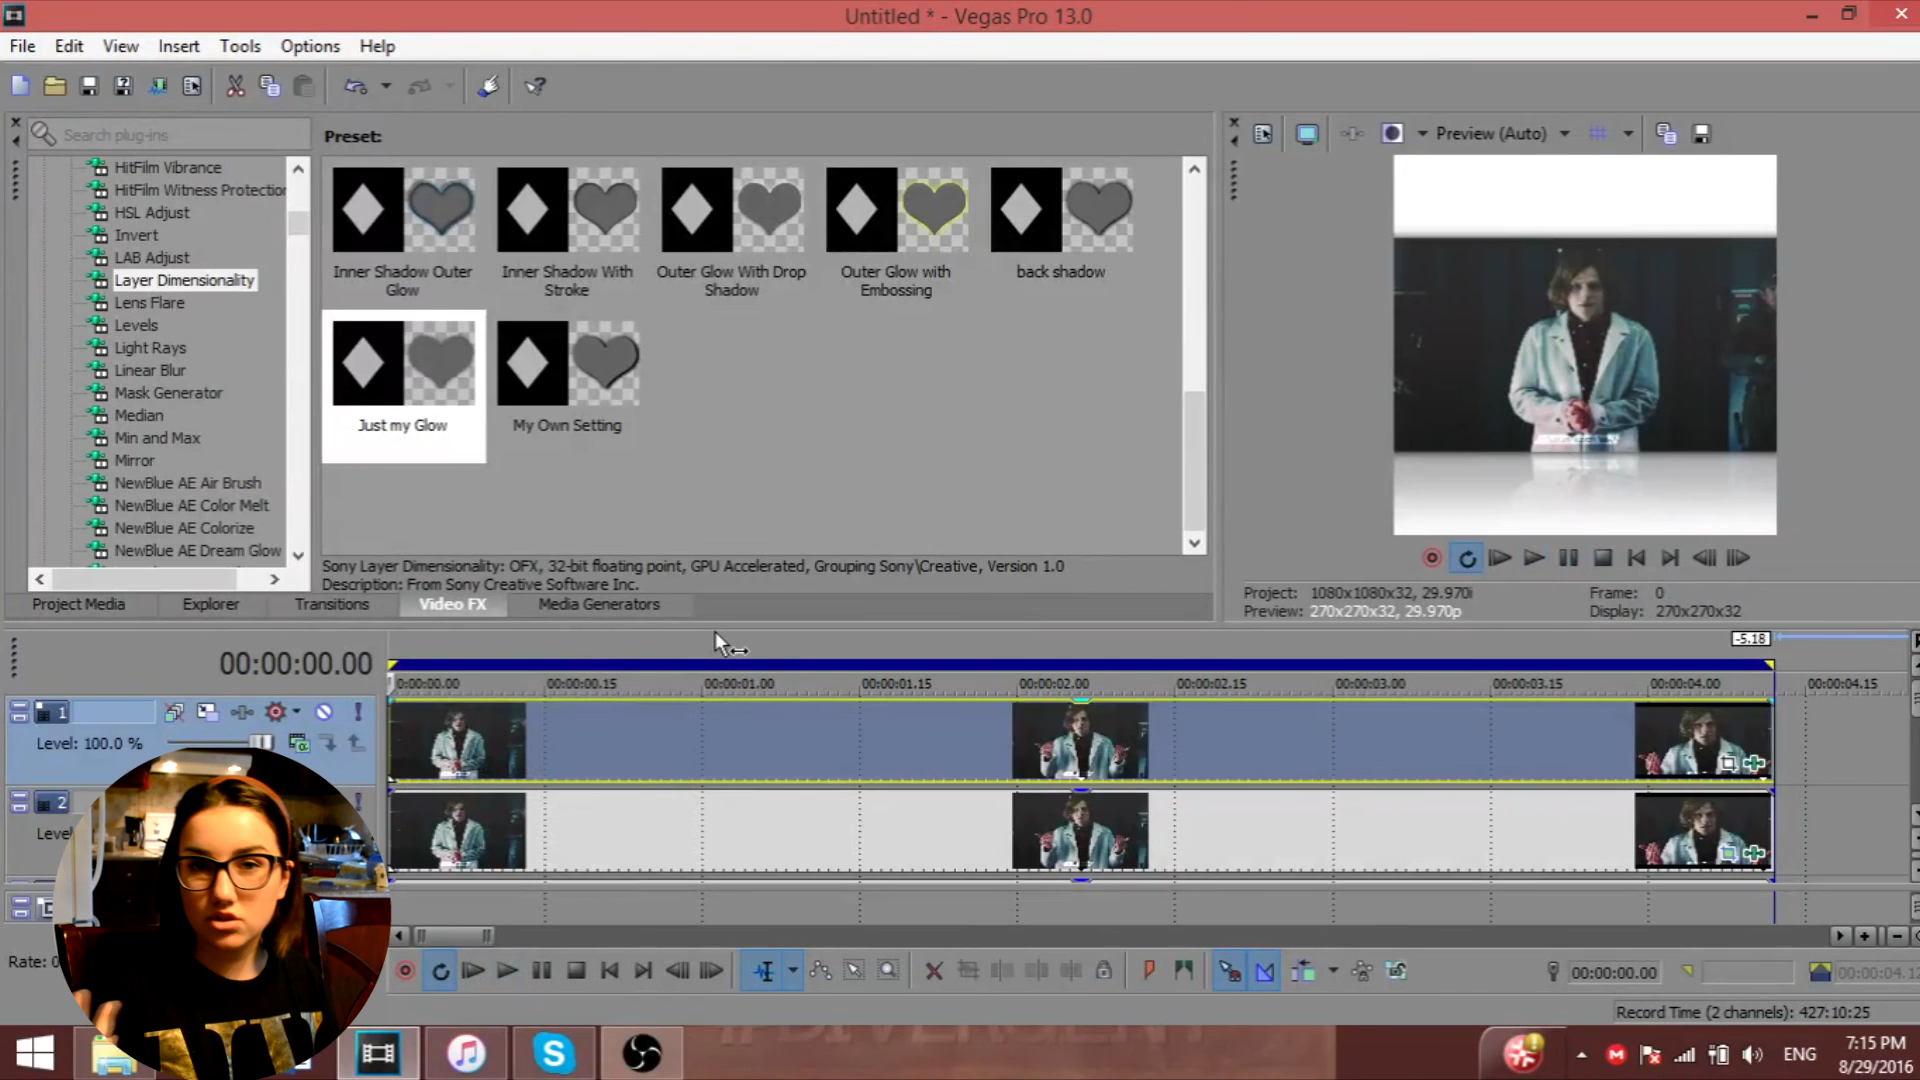 Untitled * - Vegas Pro 13.0
File Edit View Insert Tools Options Help
Search plug-ins
Preset:
Preview (Auto)
HitFilm Vibrance
HitFilm Witness Protection
HSL Adjust
Invert
LAB Adjust
Layer Dimensionality
Lens Flare
Levels
Light Rays
Linear Blur
Mask Generator
Median
Min and Max
Mirror
NewBlue AE Air Brush
NewBlue AE Color Melt
NewBlue AE Colorize
NewBlue AE Dream Glow
Inner Shadow Outer
Glow
Inner Shadow With
Stroke
Outer Glow With Drop
Shadow
Outer Glow with
Embossing
back shadow
Just my Glow
My Own Setting
Sony Layer Dimensionality: OFX, 32-bit floating point, GPU Accelerated, Grouping Sony\Creative, Version 1.0
Description: From Sony Creative Software Inc.
Project Media Explorer Transitions Video FX Media Generators
Project: 1080x1080x32, 29.970i
Preview: 270x270x32, 29.970p
Frame: 0
Display: 270x270x32
-5.18
00:00:00.00
0:00:00.00 00:00:00.15 00:00:01.00 00:00:01.15 00:00:02.00 00:00:02.15 00:00:03.00 00:00:03.15 00:00:04.00 00:00:04.15
1
Level: 100.0 %
2
Level
Rate:
00:00:00.00
00:00:04.12
Record Time (2 channels): 427:10:25
ENG
7:15 PM
8/29/2016